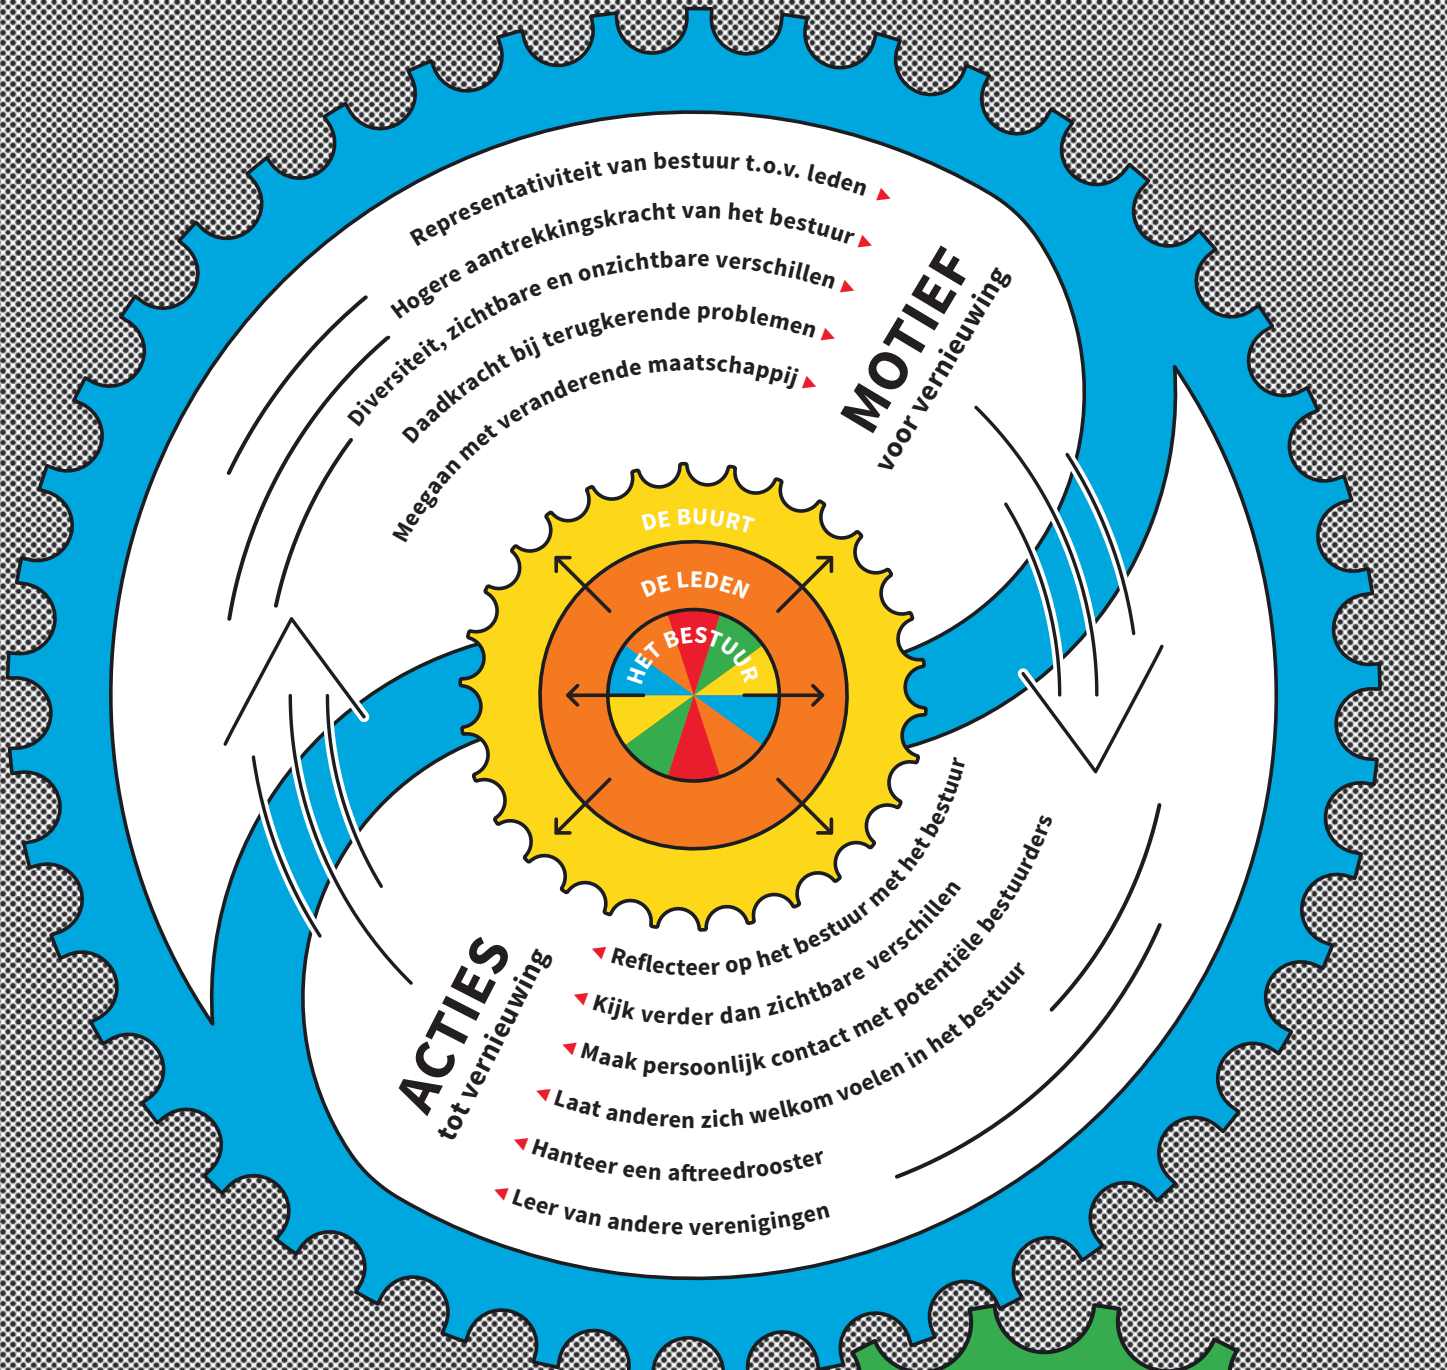 Representativiteit van bestuur t.o.v. leden
Hogere aantrekkingskracht van het bestuur
Diversiteit, zichtbare en onzichtbare verschillen
Daadkracht bij terugkerende problemen
Meegaan met veranderende maatschappij
MOTIEF
voor vernieuwing
DE BUURT
DE LEDEN
HET BESTUUR
ACTIES
tot vernieuwing
Reflecteer op het bestuur met het bestuur
Kijk verder dan zichtbare verschillen
Maak persoonlijk contact met potentiële bestuurders
Laat anderen zich welkom voelen in het bestuur
Hanteer een aftreedrooster
Leer van andere verenigingen